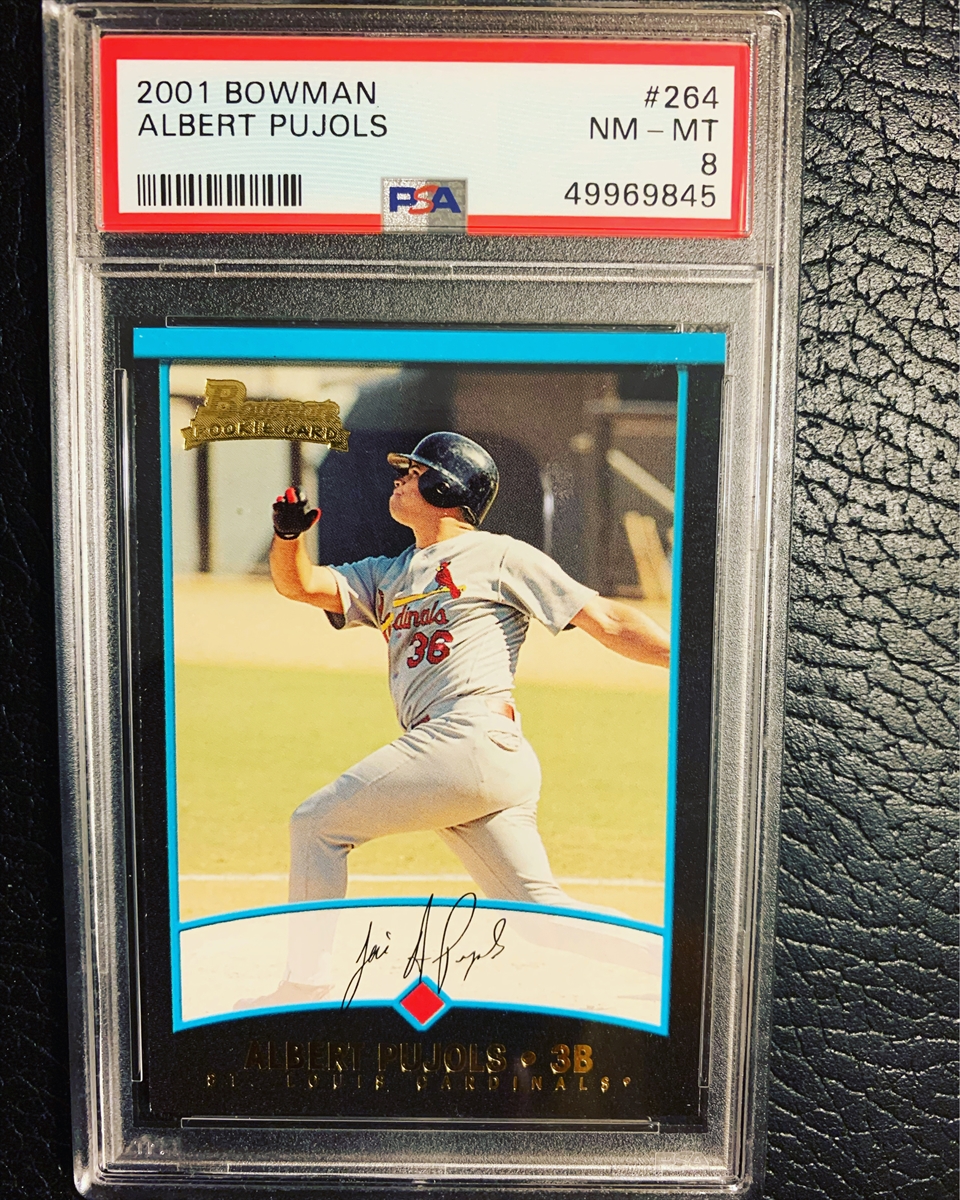 2001 BOWMAN #264
ALBERT PUJOLS NM – MT
8
PSA 49969845
Bowman
ROOKIE CARD
Cardinals
36
ALBERT PUJOLS • 3B
ST. LOUIS CARDINALS